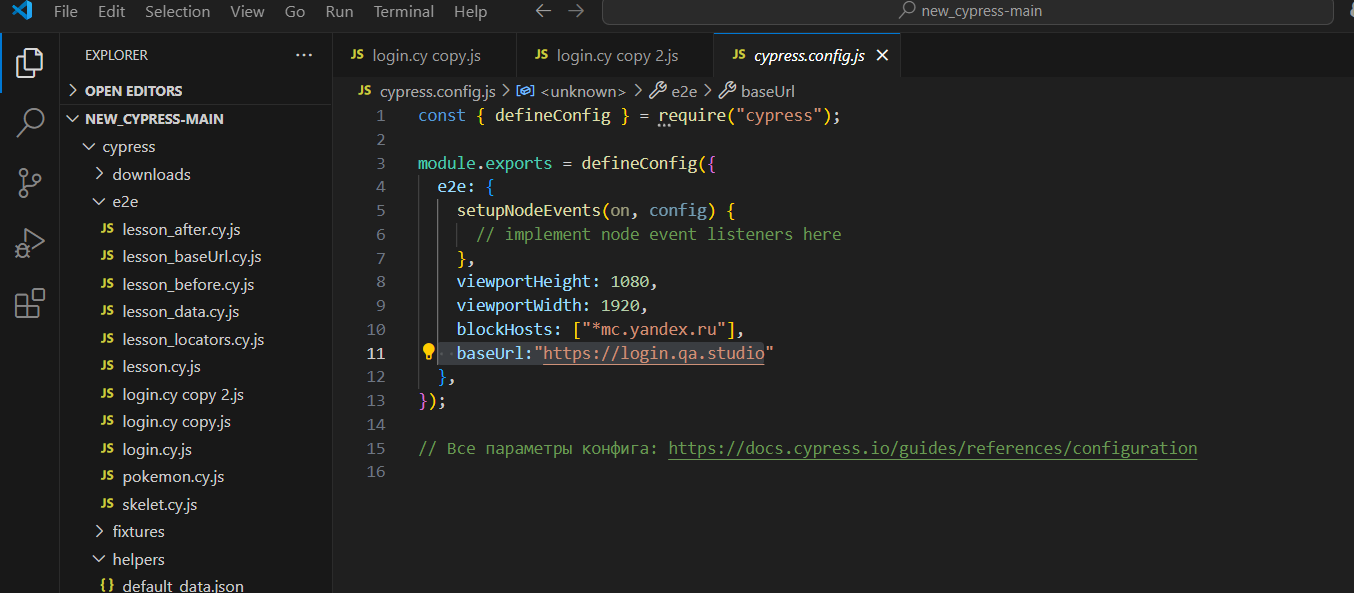 File Edit Selection View Go Run Terminal Help
new_cypress-main
EXPLORER
OPEN EDITORS
NEW_CYPRESS-MAIN
cypress
downloads
e2e
JS lesson_after.cy.js
JS lesson_baseUrl.cy.js
JS lesson_before.cy.js
JS lesson_data.cy.js
JS lesson_locators.cy.js
JS lesson.cy.js
JS login.cy copy 2.js
JS login.cy copy.js
JS login.cy.js
JS pokemon.cy.js
JS skelet.cy.js
fixtures
helpers
{} default_data.json
JS login.cy copy.js
JS login.cy copy 2.js
JS cypress.config.js
JS cypress.config.js > <unknown> > e2e > baseUrl
1 const { defineConfig } = require("cypress");
2
3 module.exports = defineConfig({
4 e2e: {
5 setupNodeEvents(on, config) {
6 // implement node event listeners here
7 },
8 viewportHeight: 1080,
9 viewportWidth: 1920,
10 blockHosts: ["*mc.yandex.ru"],
11 baseUrl:"https://login.qa.studio"
12 },
13 });
14
15 // Все параметры конфига: https://docs.cypress.io/guides/references/configuration
16